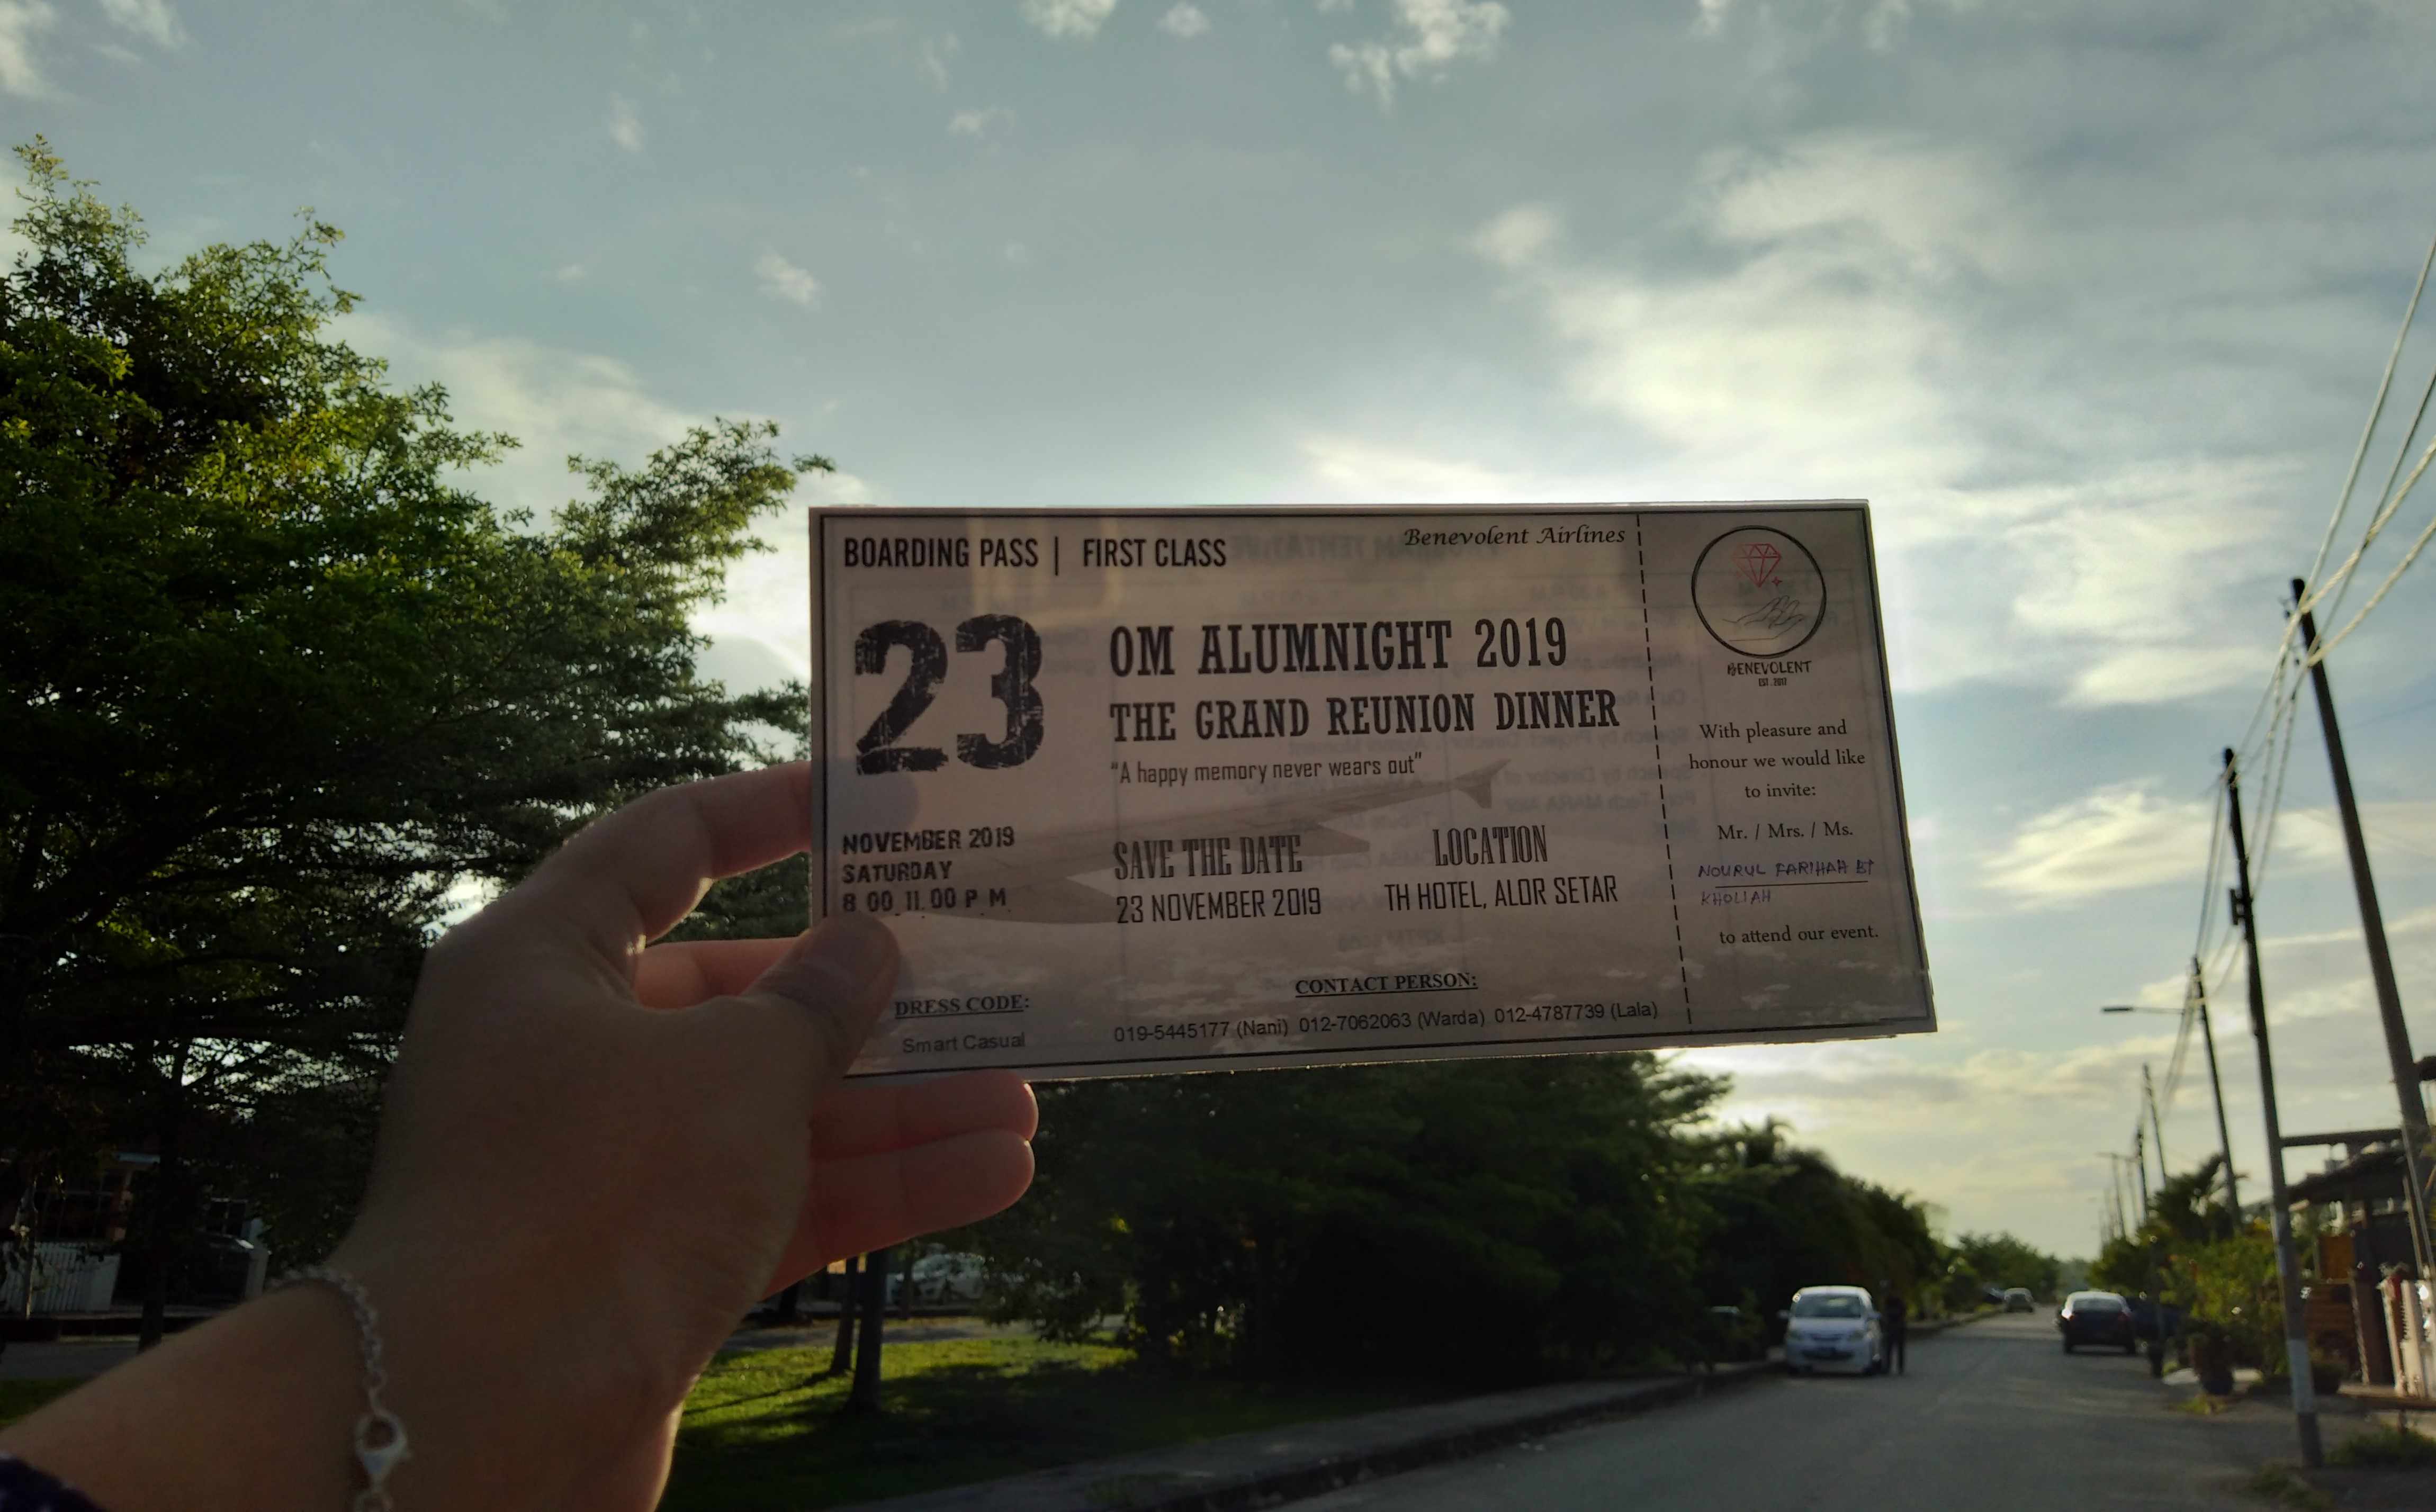 BOARDING PASS | FIRST CLASS
Benevolent Airlines
23
OM ALUMNIGHT 2019
THE GRAND REUNION DINNER
"A happy memory never wears out"
NOVEMBER 2019
SATURDAY
8.00 11.00 P.M.
SAVE THE DATE
23 NOVEMBER 2019
LOCATION
TH HOTEL, ALOR SETAR
DRESS CODE:
Smart Casual
CONTACT PERSON:
019-5445177 (Nani) 012-7062063 (Warda) 012-4787739 (Lala)
BENEVOLENT
EST. 2017
With pleasure and
honour we would like
to invite:
Mr. / Mrs. / Ms.
NOURUL FARIHAH BT
KHOLIAH
to attend our event.